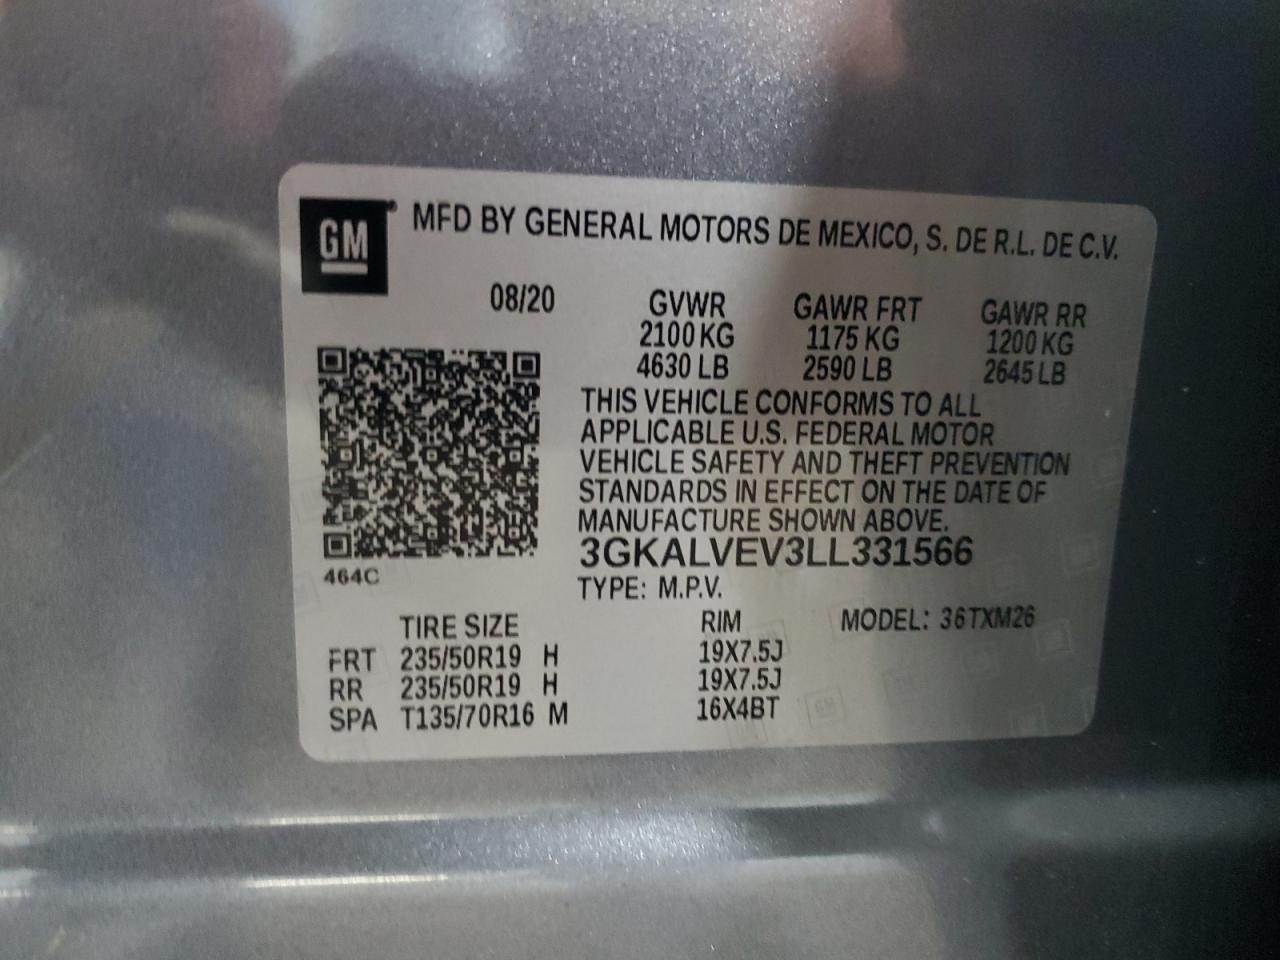 GM
MFD BY GENERAL MOTORS DE MEXICO, S. DE R.L. DE C.V.
08/20 GVWR GAWR FRT GAWR RR
2100 KG 1175 KG 1200 KG
4630 LB 2590 LB 2645 LB
THIS VEHICLE CONFORMS TO ALL
APPLICABLE U.S. FEDERAL MOTOR
VEHICLE SAFETY AND THEFT PREVENTION
STANDARDS IN EFFECT ON THE DATE OF
MANUFACTURE SHOWN ABOVE.
3GKALVEV3LL331566
464C
TYPE: M.P.V.
TIRE SIZE RIM MODEL: 36TXM26
FRT 235/50R19 H 19X7.5J
RR 235/50R19 H 19X7.5J
SPA T135/70R16 M 16X4BT